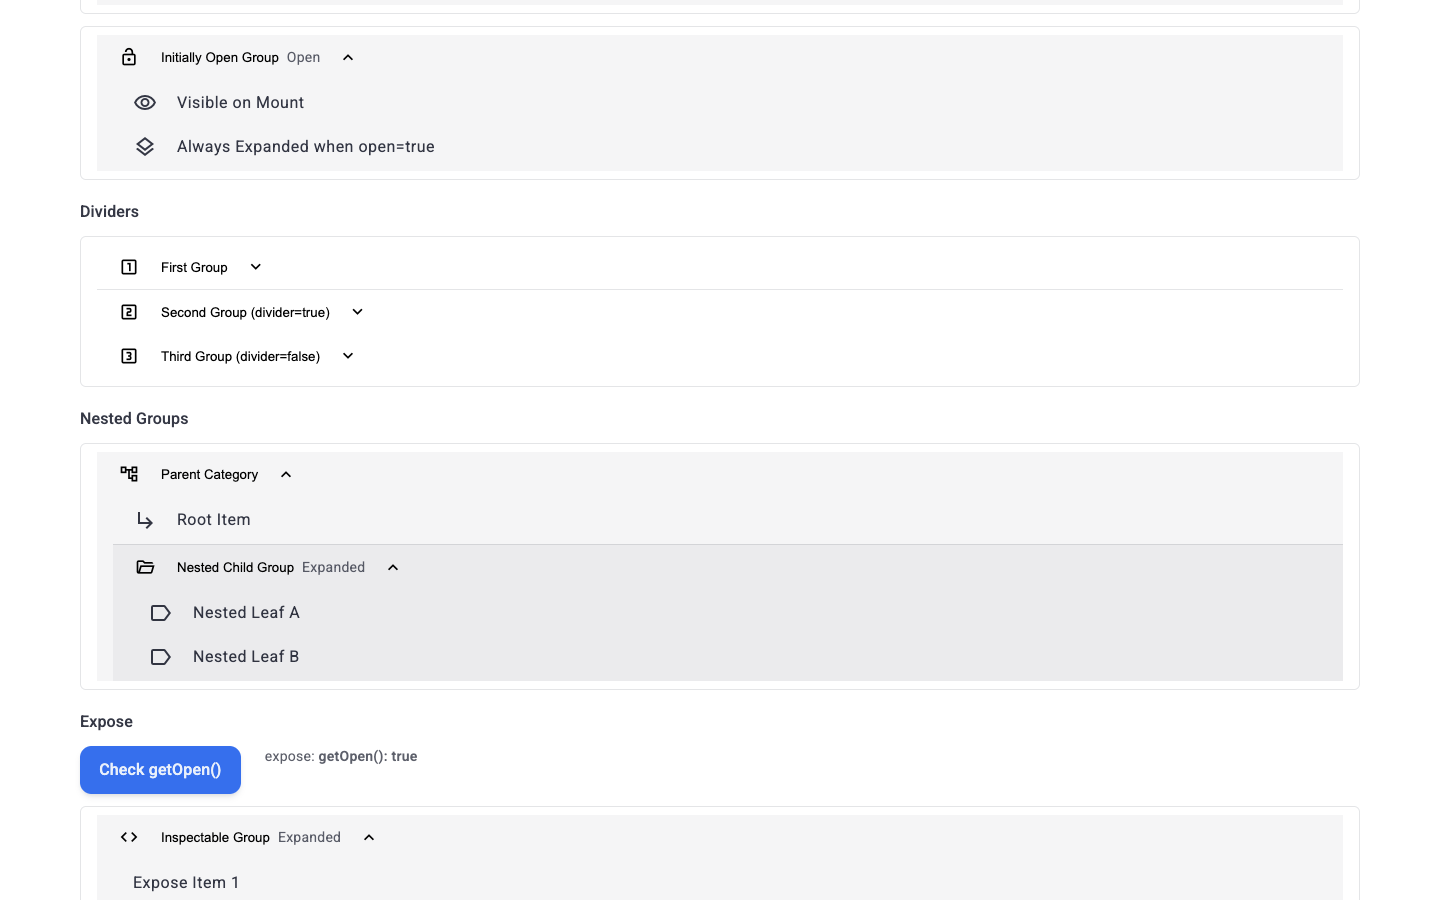 Initially Open Group Open
Visible on Mount
Always Expanded when open=true
Dividers
First Group
Second Group (divider=true)
Third Group (divider=false)
Nested Groups
Parent Category
Root Item
Nested Child Group Expanded
Nested Leaf A
Nested Leaf B
Expose
Check getOpen()
expose: getOpen(): true
Inspectable Group Expanded
Expose Item 1